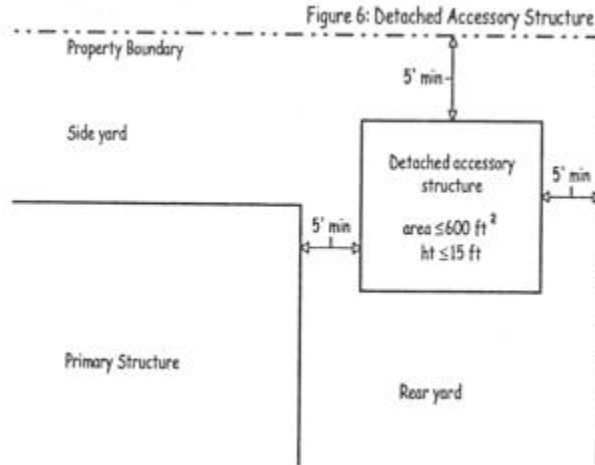 Figure 6: Detached Accessory Structure
Property Boundary
5' min
Side yard
Detached accessory
structure
5' min
area ≤600 ft²
5' min
ht ≤15 ft
Primary Structure
Rear yard